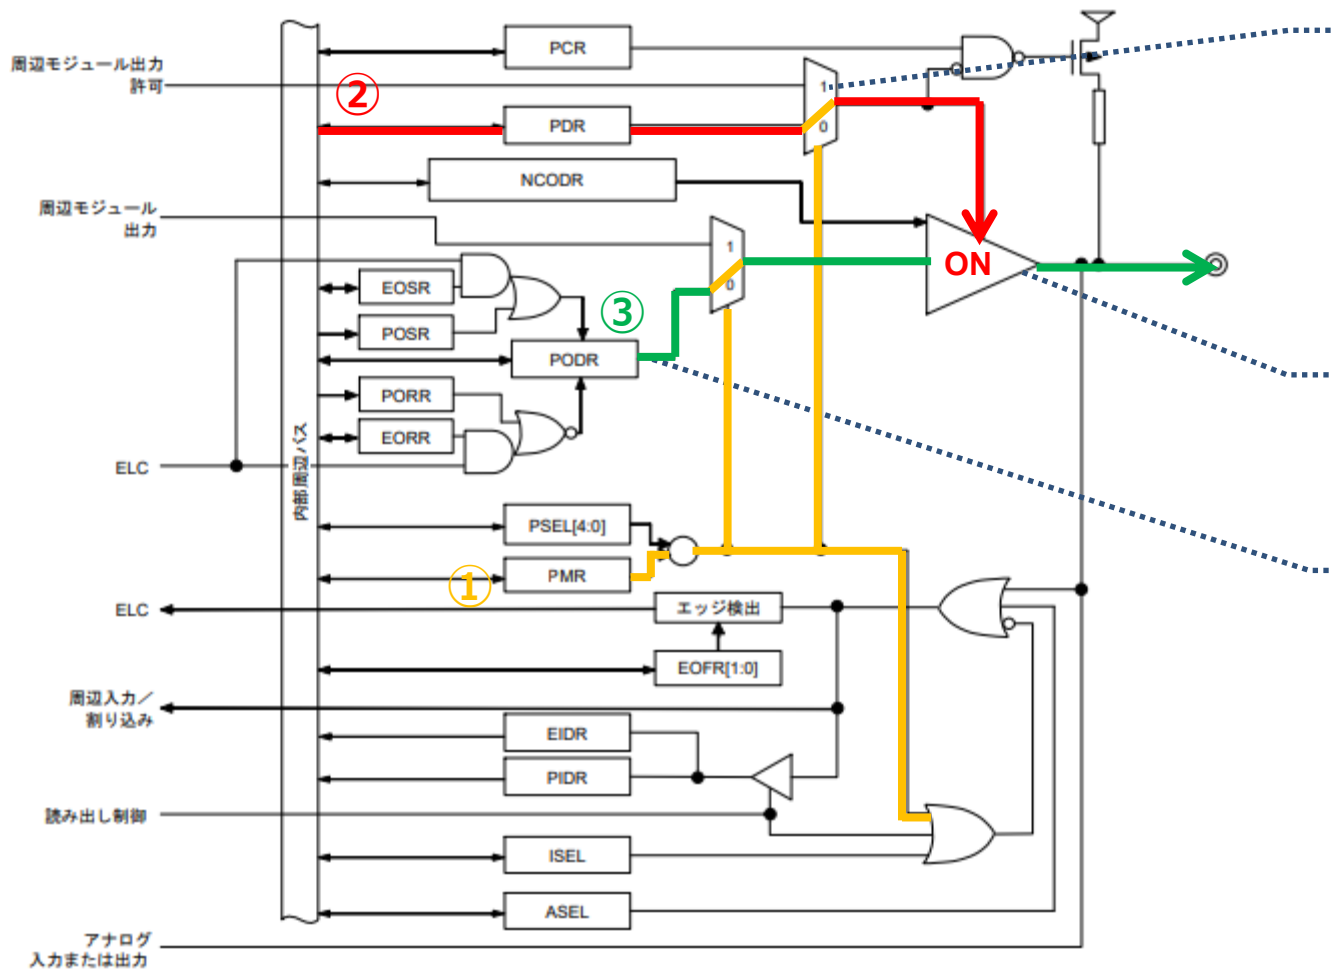 PCR
周辺モジュール出力
許可
②
1
PDR
0
NCODR
周辺モジュール
出力
1
ON
EOSR
0
③
POSR
PODR
PORR
EORR
内部周辺バス
ELC
PSEL[4:0]
①
PMR
ELC
エッジ検出
EOFR[1:0]
周辺入力／
割り込み
EIDR
PIDR
読み出し制御
ISEL
ASEL
アナログ
入力または出力